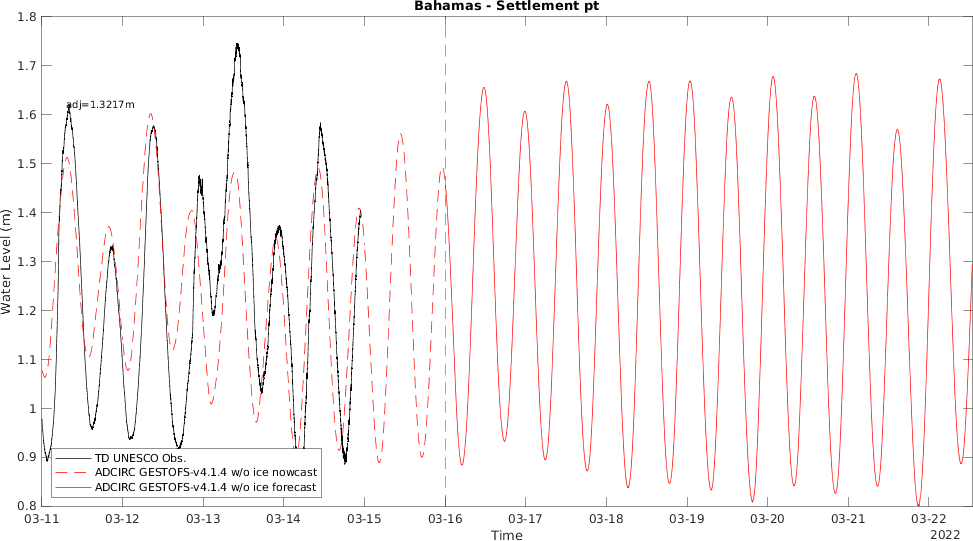 Bahamas - Settlement pt
1.8
1.7
1.6
1.5
1.4
1.3
1.2
1.1
1
0.9
0.8
Water Level (m)
adj=1.3217m
TD UNESCO Obs.
ADCIRC GESTOFS-v4.1.4 w/o ice nowcast
ADCIRC GESTOFS-v4.1.4 w/o ice forecast
03-11 03-12 03-13 03-14 03-15 03-16 03-17 03-18 03-19 03-20 03-21 03-22
Time
2022